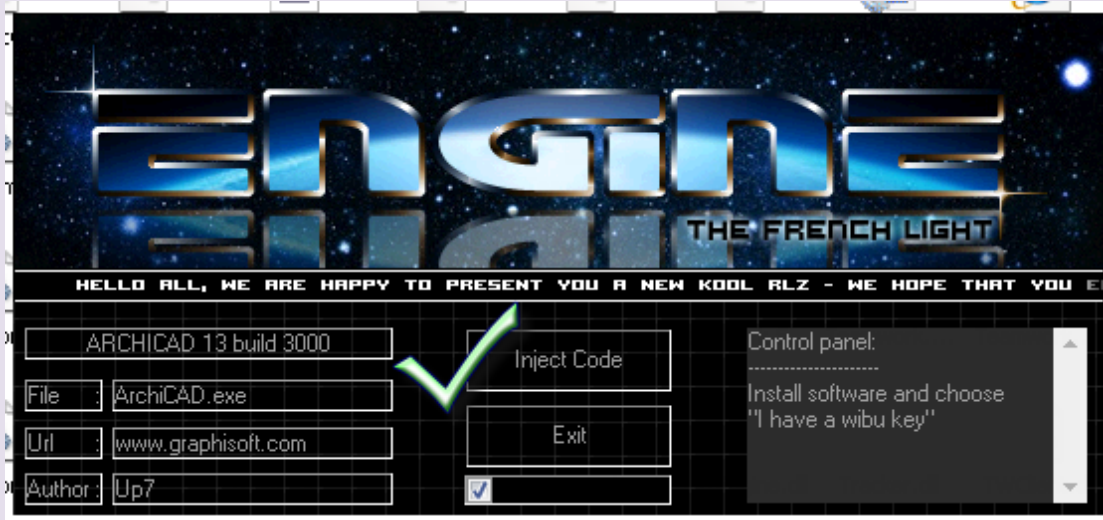 ENGINE
THE FRENCH LIGHT
HELLO ALL, WE ARE HAPPY TO PRESENT YOU A NEW KOOL RLZ - WE HOPE THAT YOU
ARCHICAD 13 build 3000
File : ArchiCAD.exe
Url : www.graphisoft.com
Author : Up7
Inject Code
Exit
Control panel:
---------------------
Install software and choose
"I have a wibu key"